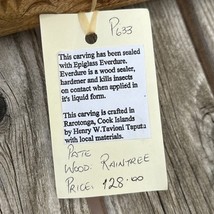 P633
This carving has been sealed
with Epiglass Everdure.
Everdure is a wood sealer,
hardener and kills insects
on contact when applied in
it's liquid form.
This carving is crafted in
Rarotonga, Cook Islands
by Henry W.Tavioni Taputa
with local materials.
PATE
WOOD. RAINTREE
PRICE. 128.00